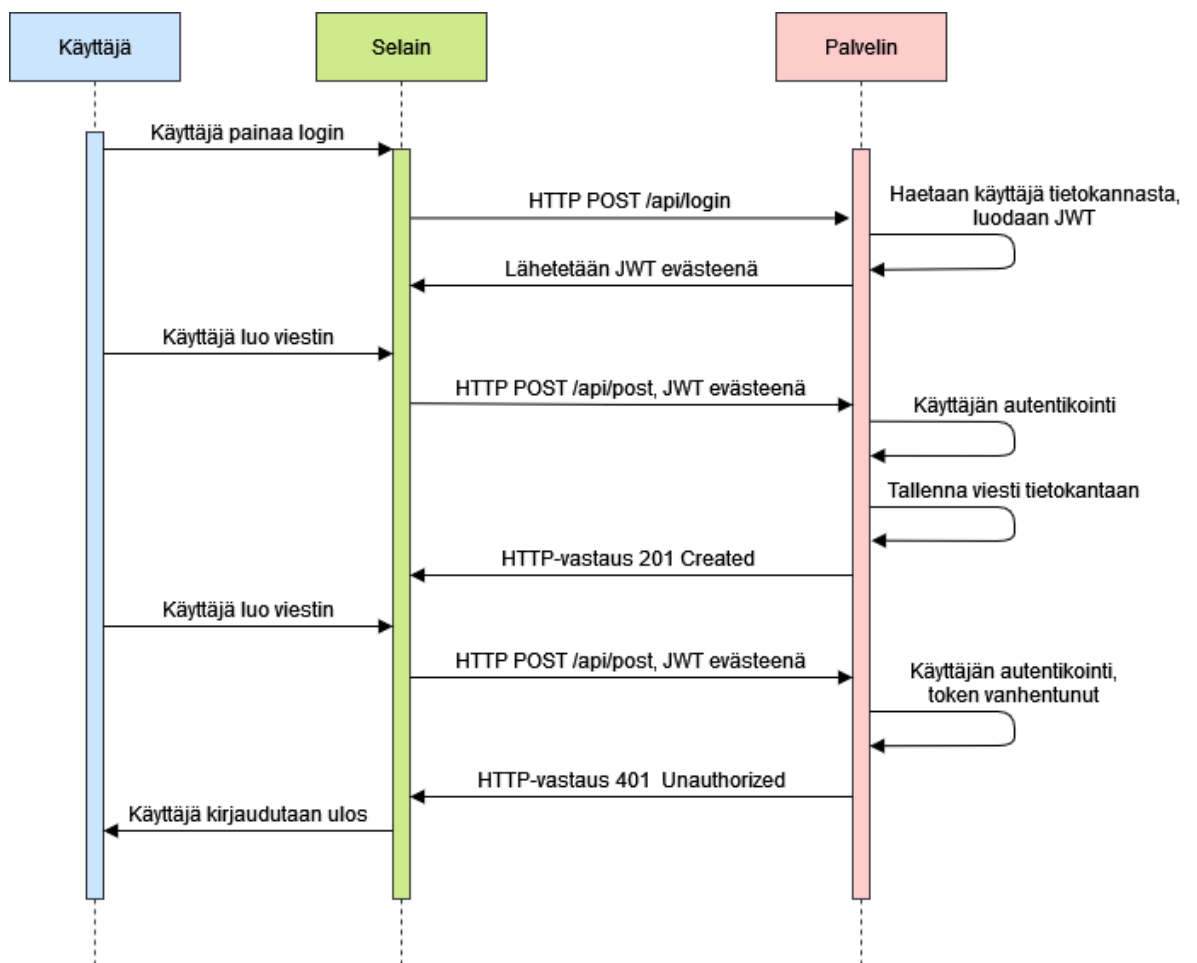 Käyttäjä
Selain
Palvelin
Käyttäjä painaa login
HTTP POST /api/login
Haetaan käyttäjä tietokannasta,
luodaan JWT
Lähetetään JWT evästeenä
Käyttäjä luo viestin
HTTP POST /api/post, JWT evästeenä
Käyttäjän autentikointi
Tallenna viesti tietokantaan
HTTP-vastaus 201 Created
Käyttäjä luo viestin
HTTP POST /api/post, JWT evästeenä
Käyttäjän autentikointi,
token vanhentunut
HTTP-vastaus 401 Unauthorized
Käyttäjä kirjaudutaan ulos